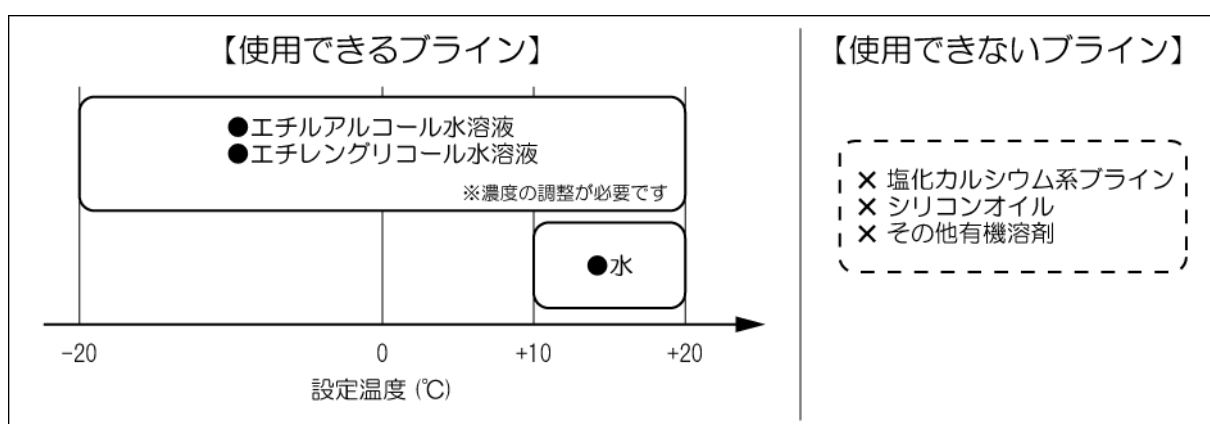 【使用できるブライン】
●エチルアルコール水溶液
●エチレングリコール水溶液
※濃度の調整が必要です
●水
-20 0 +10 +20
設定温度 (℃)
【使用できないブライン】
× 塩化カルシウム系ブライン
× シリコンオイル
× その他有機溶剤